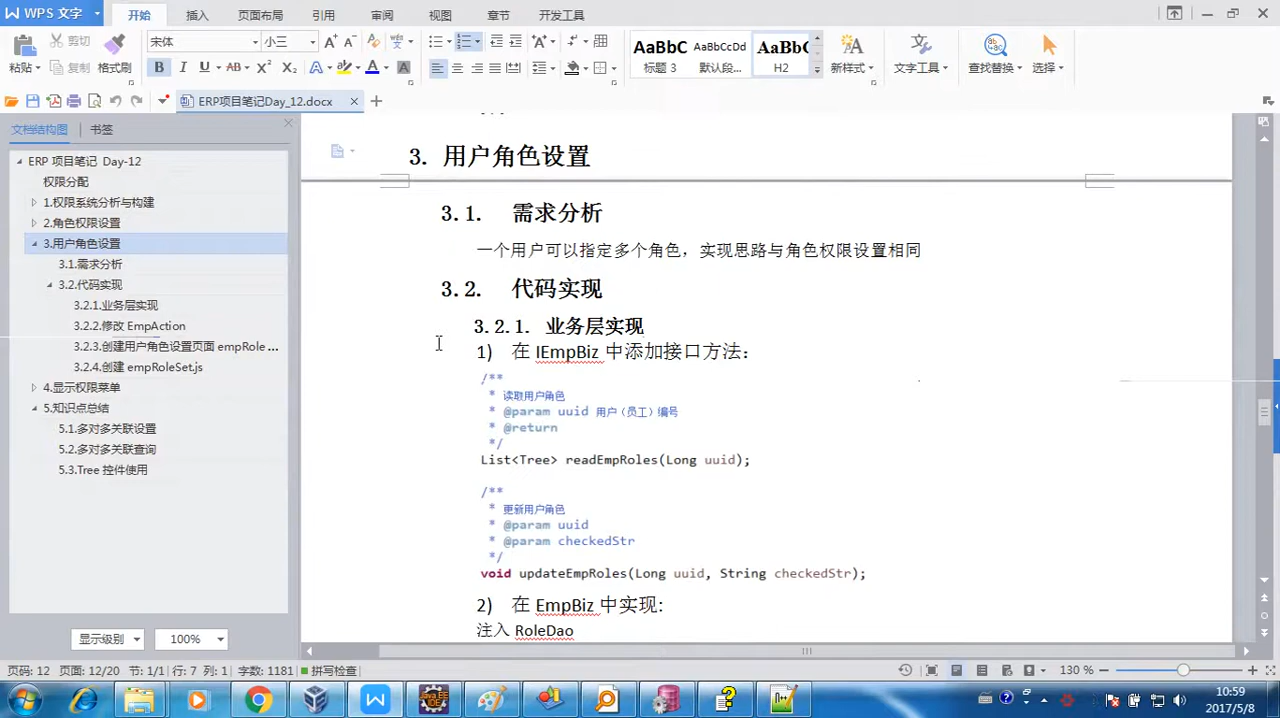 WPS 文字
开始 插入 页面布局 引用 审阅 视图 章节 开发工具
粘贴 剪切 复制 格式刷
宋体 小三
B I U AB X² X₂ A A A
AaBbC AaBbCcDd AaBb(
标题 3 默认段... H2
新样式 文字工具 查找替换 选择
ERP项目笔记Day_12.docx
文档结构图 书签
ERP 项目笔记 Day-12
权限分配
1.权限系统分析与构建
2.角色权限设置
3.用户角色设置
3.1.需求分析
3.2.代码实现
3.2.1.业务层实现
3.2.2.修改 EmpAction
3.2.3.创建用户角色设置页面 empRole ...
3.2.4.创建 empRoleSet.js
4.显示权限菜单
5.知识点总结
5.1.多对多关联设置
5.2.多对多关联查询
5.3.Tree 控件使用
显示级别 100%
3. 用户角色设置
3.1. 需求分析
一个用户可以指定多个角色，实现思路与角色权限设置相同
3.2. 代码实现
3.2.1. 业务层实现
1) 在 IEmpBiz 中添加接口方法：
/**
* 读取用户角色
* @param uuid 用户（员工）编号
* @return
*/
List<Tree> readEmpRoles(Long uuid);
/**
* 更新用户角色
* @param uuid
* @param checkedStr
*/
void updateEmpRoles(Long uuid, String checkedStr);
2) 在 EmpBiz 中实现：
注入 RoleDao
页码: 12 页面: 12/20 节: 1/1 行: 7 列: 1 字数: 1181 拼写检查 130 %
10:59
2017/5/8